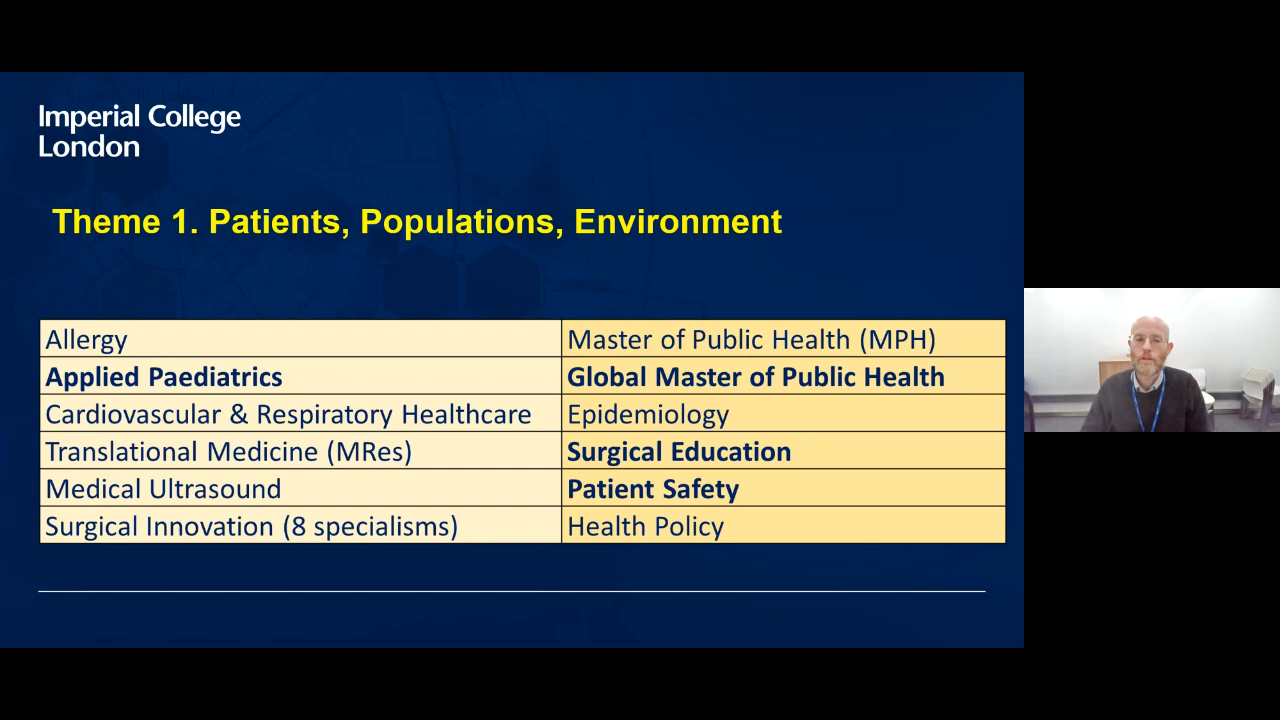 Imperial College
London
Theme 1. Patients, Populations, Environment
Allergy
Master of Public Health (MPH)
Applied Paediatrics
Global Master of Public Health
Cardiovascular & Respiratory Healthcare
Epidemiology
Translational Medicine (MRes)
Surgical Education
Medical Ultrasound
Patient Safety
Surgical Innovation (8 specialisms)
Health Policy